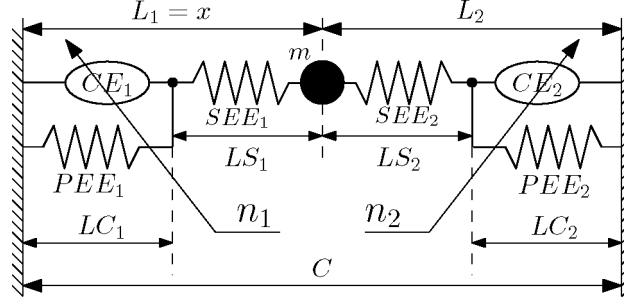 L₁ = x L₂
m
CE₁ CE₂
SEE₁ SEE₂
LS₁ LS₂
PEE₁ PEE₂
n₁ n₂
LC₁ LC₂
C